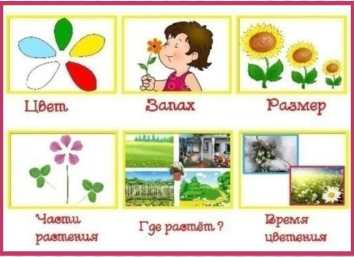 Цвет
Запах
Размер
Части
растения
Где растёт ?
Время
цветения